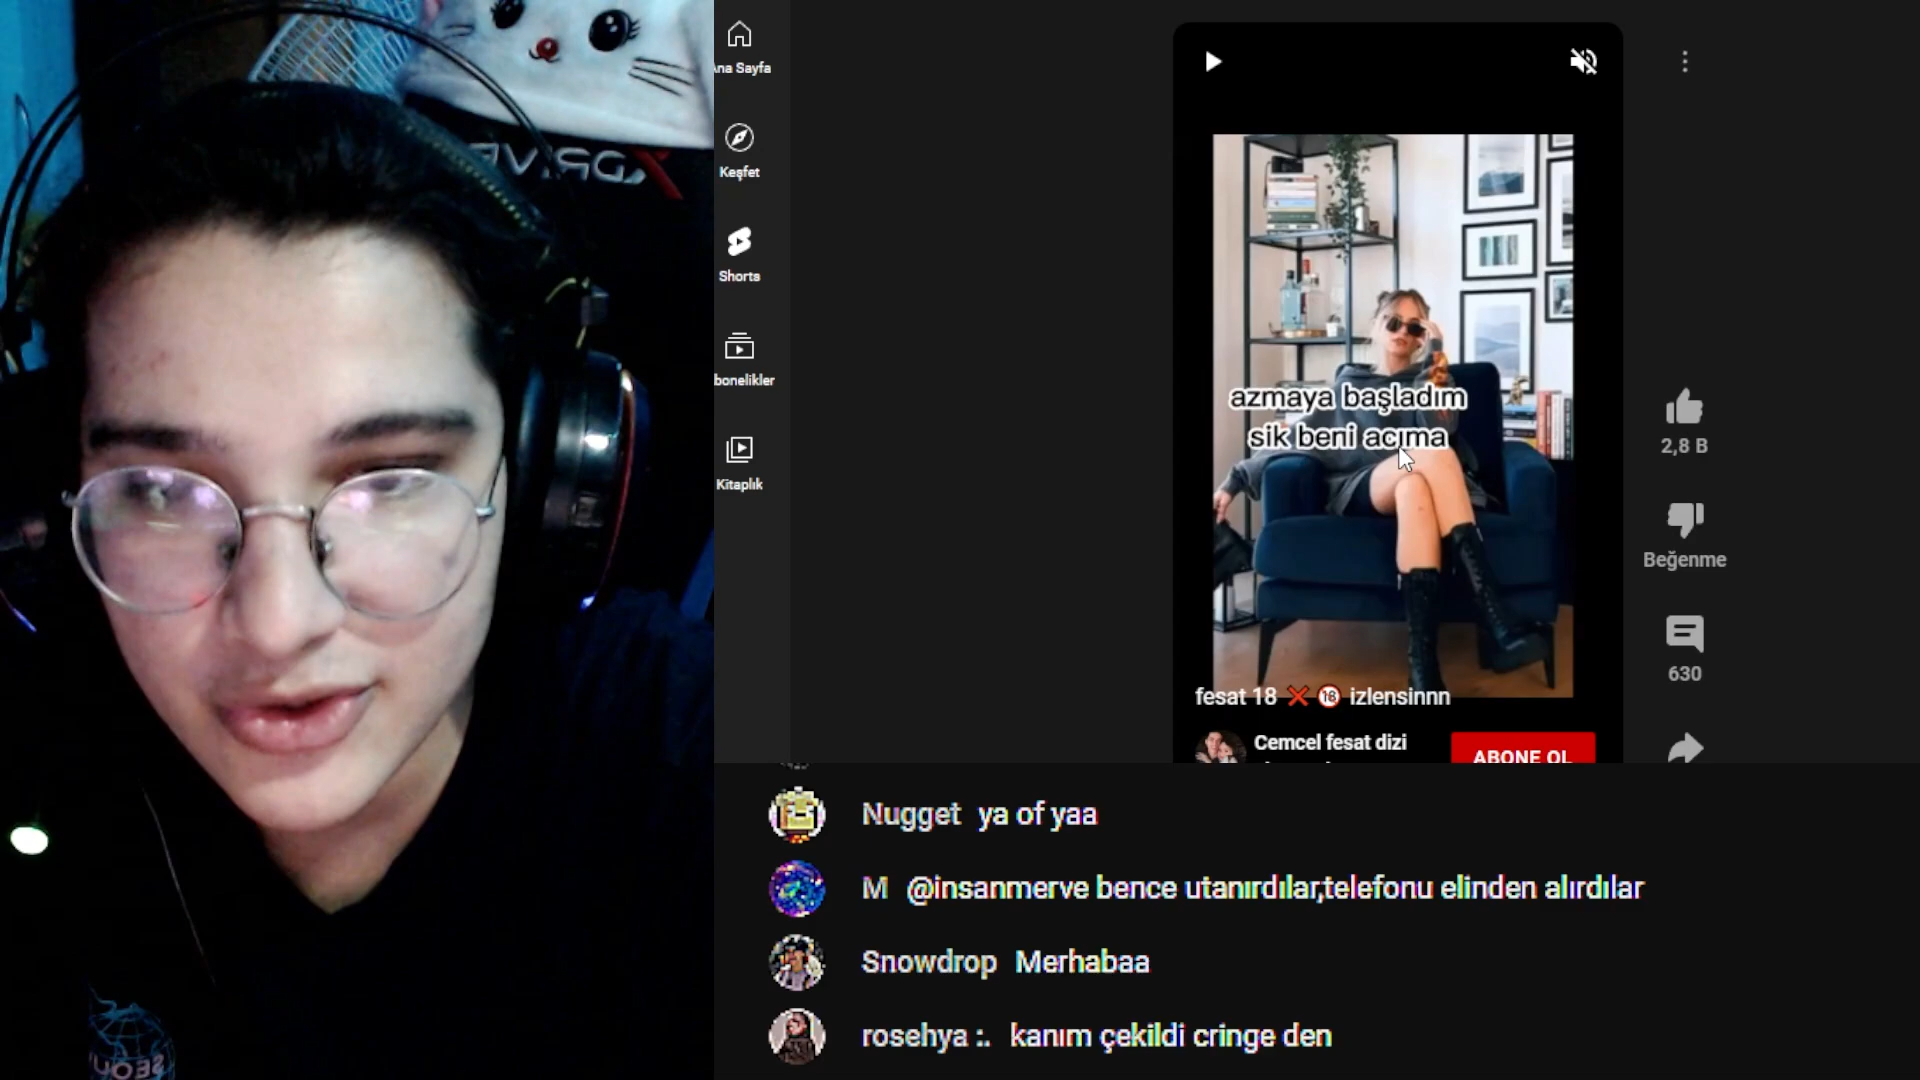 Ana Sayfa
Keşfet
Shorts
bonelikler
Kitaplık
azmaya başladım
sik beni acıma
2,8 B
Beğenme
630
fesat 18 ❌ 🔞 izlensinnn
Cemcel fesat dizi
ABONE OL
Nugget ya of yaa
M @insanmerve bence utanırdılar,telefonu elinden alırdılar
Snowdrop Merhabaa
rosehya :. kanım çekildi cringe den
SEOUL